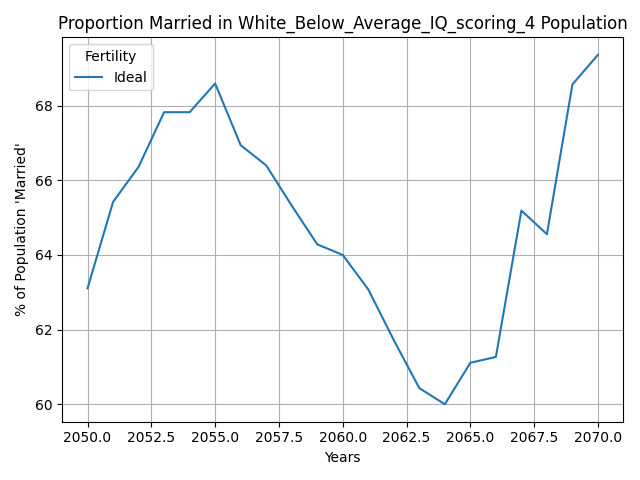 Proportion Married in White_Below_Average_IQ_scoring_4 Population
Fertility
Ideal
% of Population 'Married'
68
66
64
62
60
2050.0 2052.5 2055.0 2057.5 2060.0 2062.5 2065.0 2067.5 2070.0
Years